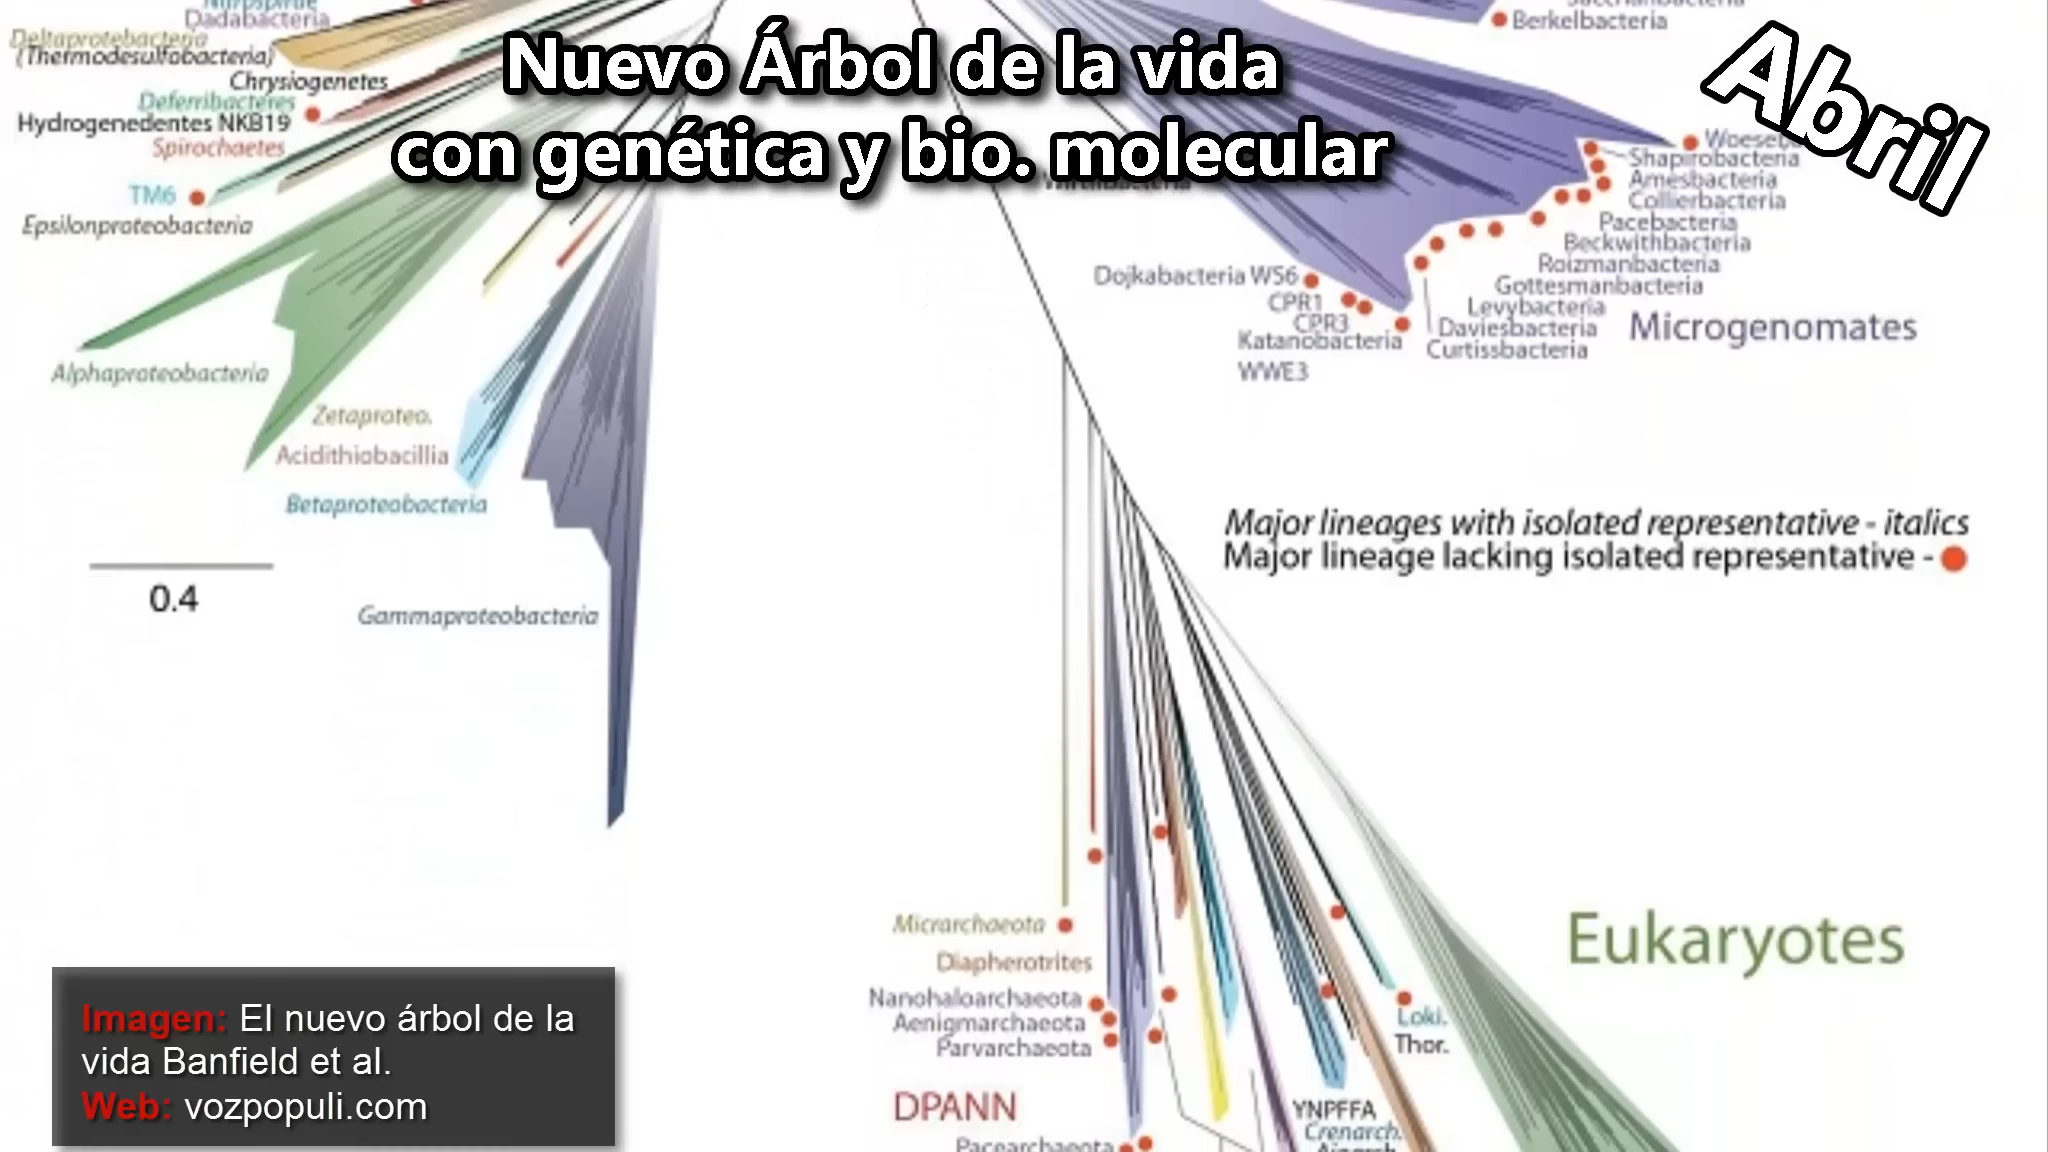 Dadabacteria
Deltaprotebacteria
(Thermodesulfobacteria)
Chrysiogenetes
Deferribacteres
Hydrogenedentes NKB19
Spirochaetes
TM6
Epsilonproteobacteria
Alphaproteobacteria
Zetaproteo.
Acidithiobacillia
Betaproteobacteria
Gammaproteobacteria
0.4
Nuevo Árbol de la vida
con genética y bio. molecular
Abril
Berkelbacteria
Shapirobacteria
Amesbacteria
Collierbacteria
Pacebacteria
Beckwithbacteria
Roizmanbacteria
Gottesmanbacteria
Levybacteria
Daviesbacteria
Curtissbacteria
Microgenomates
Dojkabacteria WS6
CPR1
CPR3
Katanobacteria
WWE3
Major lineages with isolated representative - italics
Major lineage lacking isolated representative -
Eukaryotes
Micrarchaeota
Diapherotrites
Nanohaloarchaeota
Aenigmarchaeota
Parvarchaeota
DPANN
Pacearchaeota
Loki.
Thor.
YNPFFA
Crenarch.
Imagen: El nuevo árbol de la
vida Banfield et al.
Web: vozpopuli.com